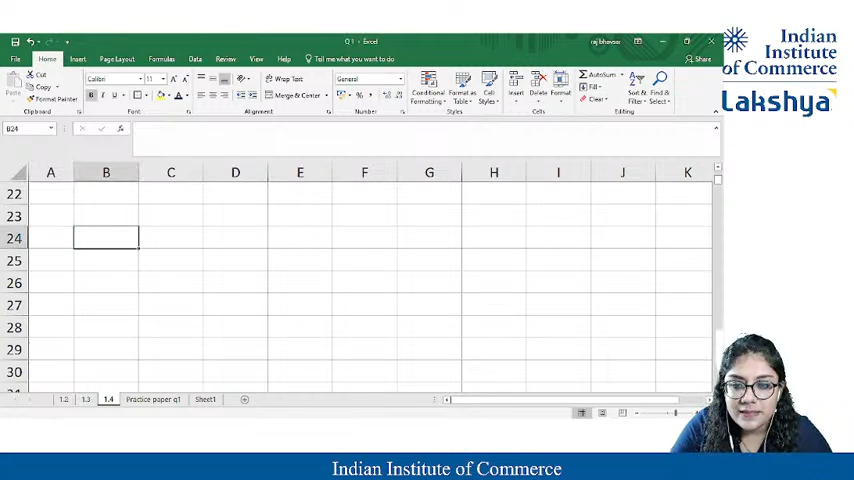 Q1 - Excel
raj bhavsar
File Home Insert Page Layout Formulas Data Review View Help Tell me what you want to do Share
Paste
Cut
Copy
Format Painter
Calibri 11
B I U
Wrap Text
Merge & Center
General
%
Conditional Formatting
Format as Table
Cell Styles
Insert Delete Format
AutoSum
Fill
Clear
Sort & Filter
Find & Select
Alignment Number Styles Cells Editing
B24 fx
A B C D E F G H I J K
22
23
24
25
26
27
28
29
30
1.2 1.3 1.4 Practice paper q1 Sheet1
Indian
Institute
of Commerce
Lakshya
Indian Institute of Commerce